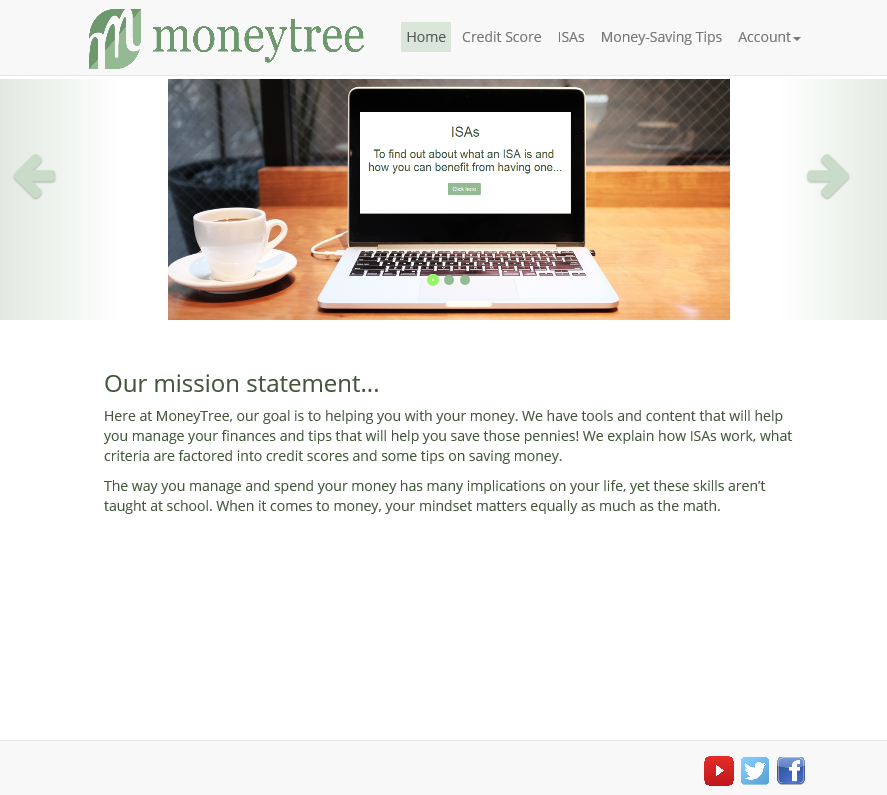 moneytree
Home Credit Score ISAs Money-Saving Tips Account
ISAs
To find out about what an ISA is and
how you can benefit from having one...
Click here
Our mission statement...
Here at MoneyTree, our goal is to helping you with your money. We have tools and content that will help
you manage your finances and tips that will help you save those pennies! We explain how ISAs work, what
criteria are factored into credit scores and some tips on saving money.
The way you manage and spend your money has many implications on your life, yet these skills aren’t
taught at school. When it comes to money, your mindset matters equally as much as the math.